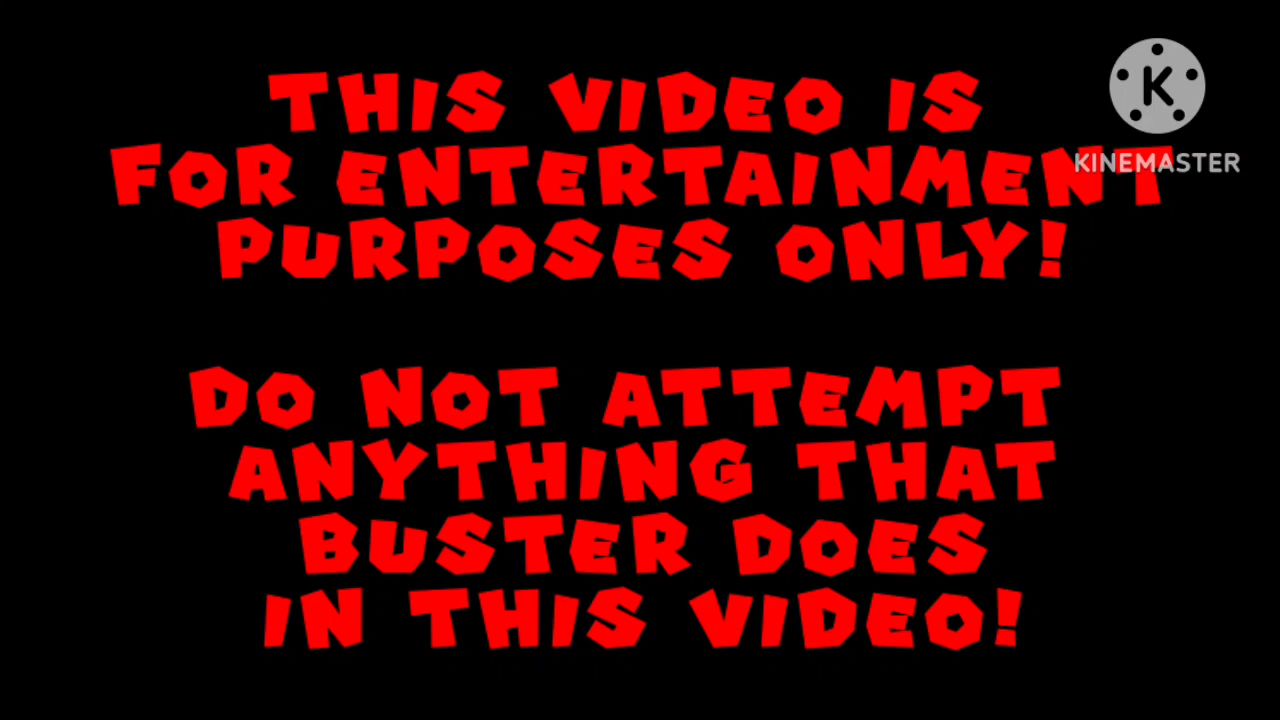 THIS VIDEO IS
FOR ENTERTAINMENT
PURPOSES ONLY!
DO NOT ATTEMPT
ANYTHING THAT
BUSTER DOES
IN THIS VIDEO!
K
KINEMASTER